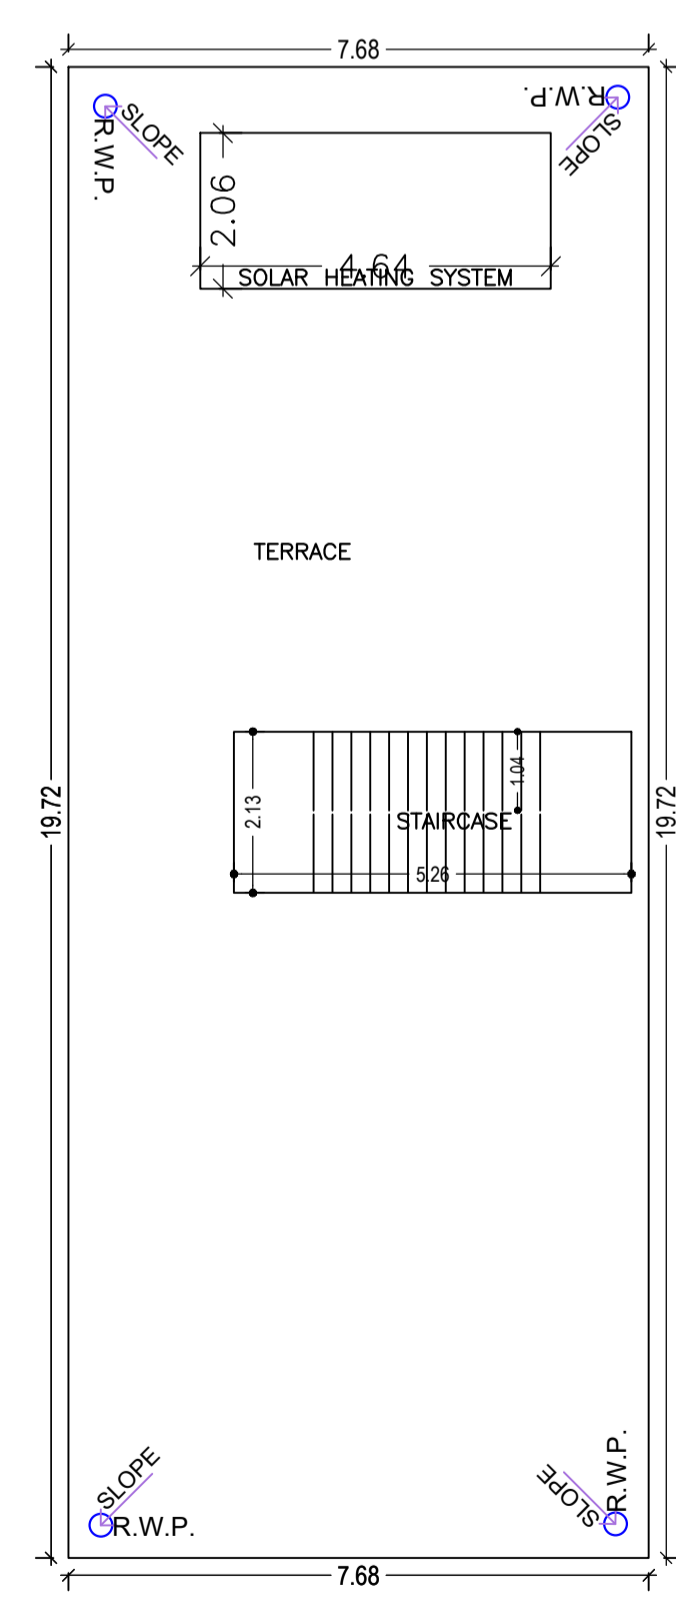 7.68
R.W.P.
SLOPE
R.W.P.
SLOPE
2.06
4.64
SOLAR HEATING SYSTEM
TERRACE
19.72
2.13
1.04
STAIRCASE
5.26
19.72
SLOPE
R.W.P.
SLOPE
R.W.P.
7.68